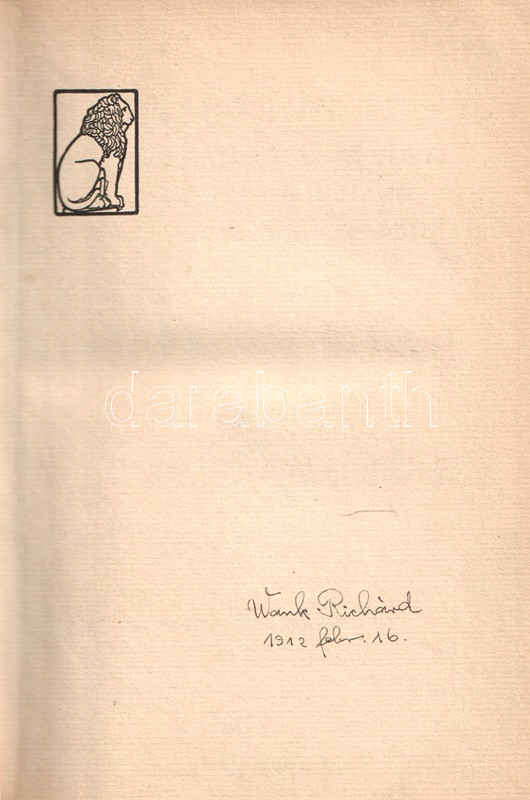 darabanth
Wank Richárd
1912 febr. 16.